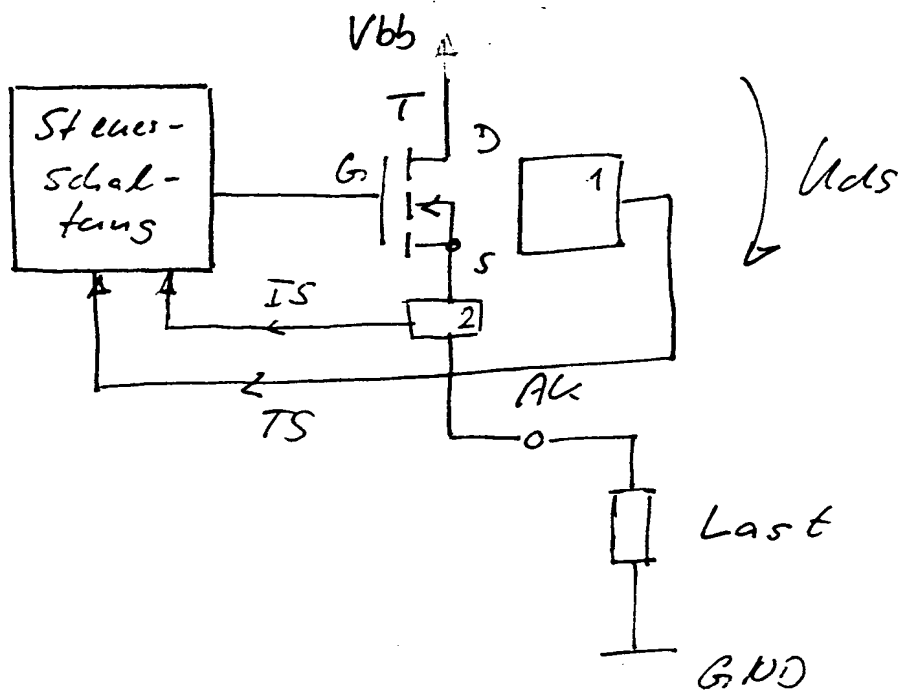 Vbb
Steuer-
schal-
tung
T
D
G
1
Uds
S
IS
2
AK
TS
Last
GND